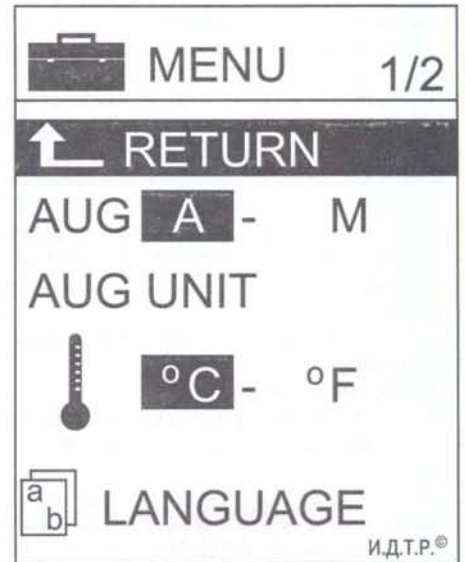 MENU 1/2
RETURN
AUG A - M
AUG UNIT
°C - °F
a
b
LANGUAGE
И.Д.Т.Р.©